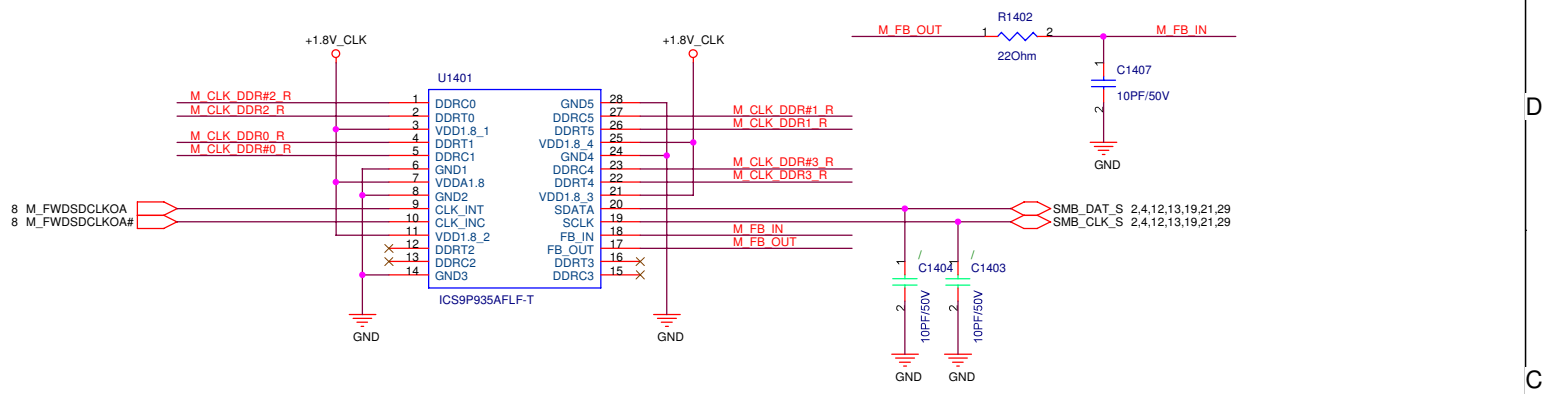 R1402
M_FB_OUT 1 2 M_FB_IN
22Ohm
1 C1407
10PF/50V
2
GND
D
+1.8V_CLK +1.8V_CLK
U1401
M_CLK_DDR#2_R 1 DDRC0 GND5 28
M_CLK_DDR2_R 2 DDRT0 DDRC5 27 M_CLK_DDR#1_R
3 VDD1.8_1 DDRT5 26 M_CLK_DDR1_R
M_CLK_DDR0_R 4 DDRT1 VDD1.8_4 25
M_CLK_DDR#0_R 5 DDRC1 GND4 24
6 GND1 DDRC4 23 M_CLK_DDR#3_R
7 VDDA1.8 DDRT4 22 M_CLK_DDR3_R
8 GND2 VDD1.8_3 21
8 M_FWDSDCLKOA 9 CLK_INT SDATA 20 SMB_DAT_S 2,4,12,13,19,21,29
8 M_FWDSDCLKOA# 10 CLK_INC SCLK 19 SMB_CLK_S 2,4,12,13,19,21,29
11 VDD1.8_2 FB_IN 18 M_FB_IN
12 DDRT2 FB_OUT 17 M_FB_OUT
13 DDRC2 DDRT3 16
14 GND3 DDRC3 15
ICS9P935AFLF-T
GND GND
1 / C1404 1 / C1403
2 10PF/50V 2 10PF/50V
GND GND
C